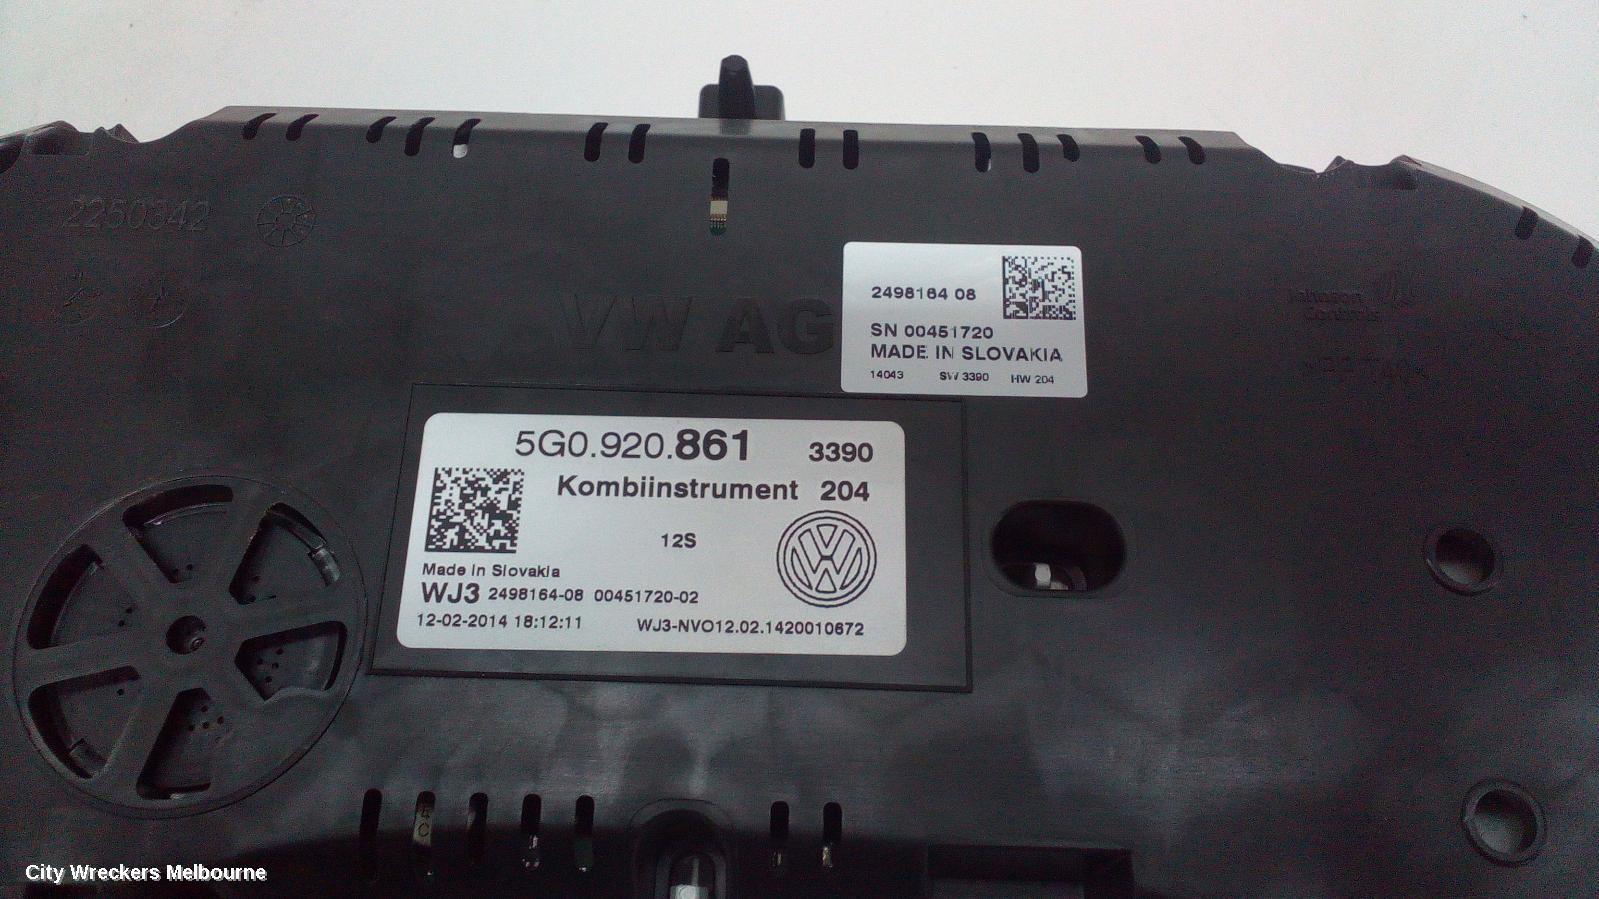 2250342
VW AG
2498164 08
SN 00451720
MADE IN SLOVAKIA
14043 SW 3390 HW 204
Johnson
Controls
5G0.920.861 3390
Kombiinstrument 204
12S
Made in Slovakia
WJ3 2498164-08 00451720-02
12-02-2014 18:12:11 WJ3-NVO12.02.1420010672
City Wreckers Melbourne